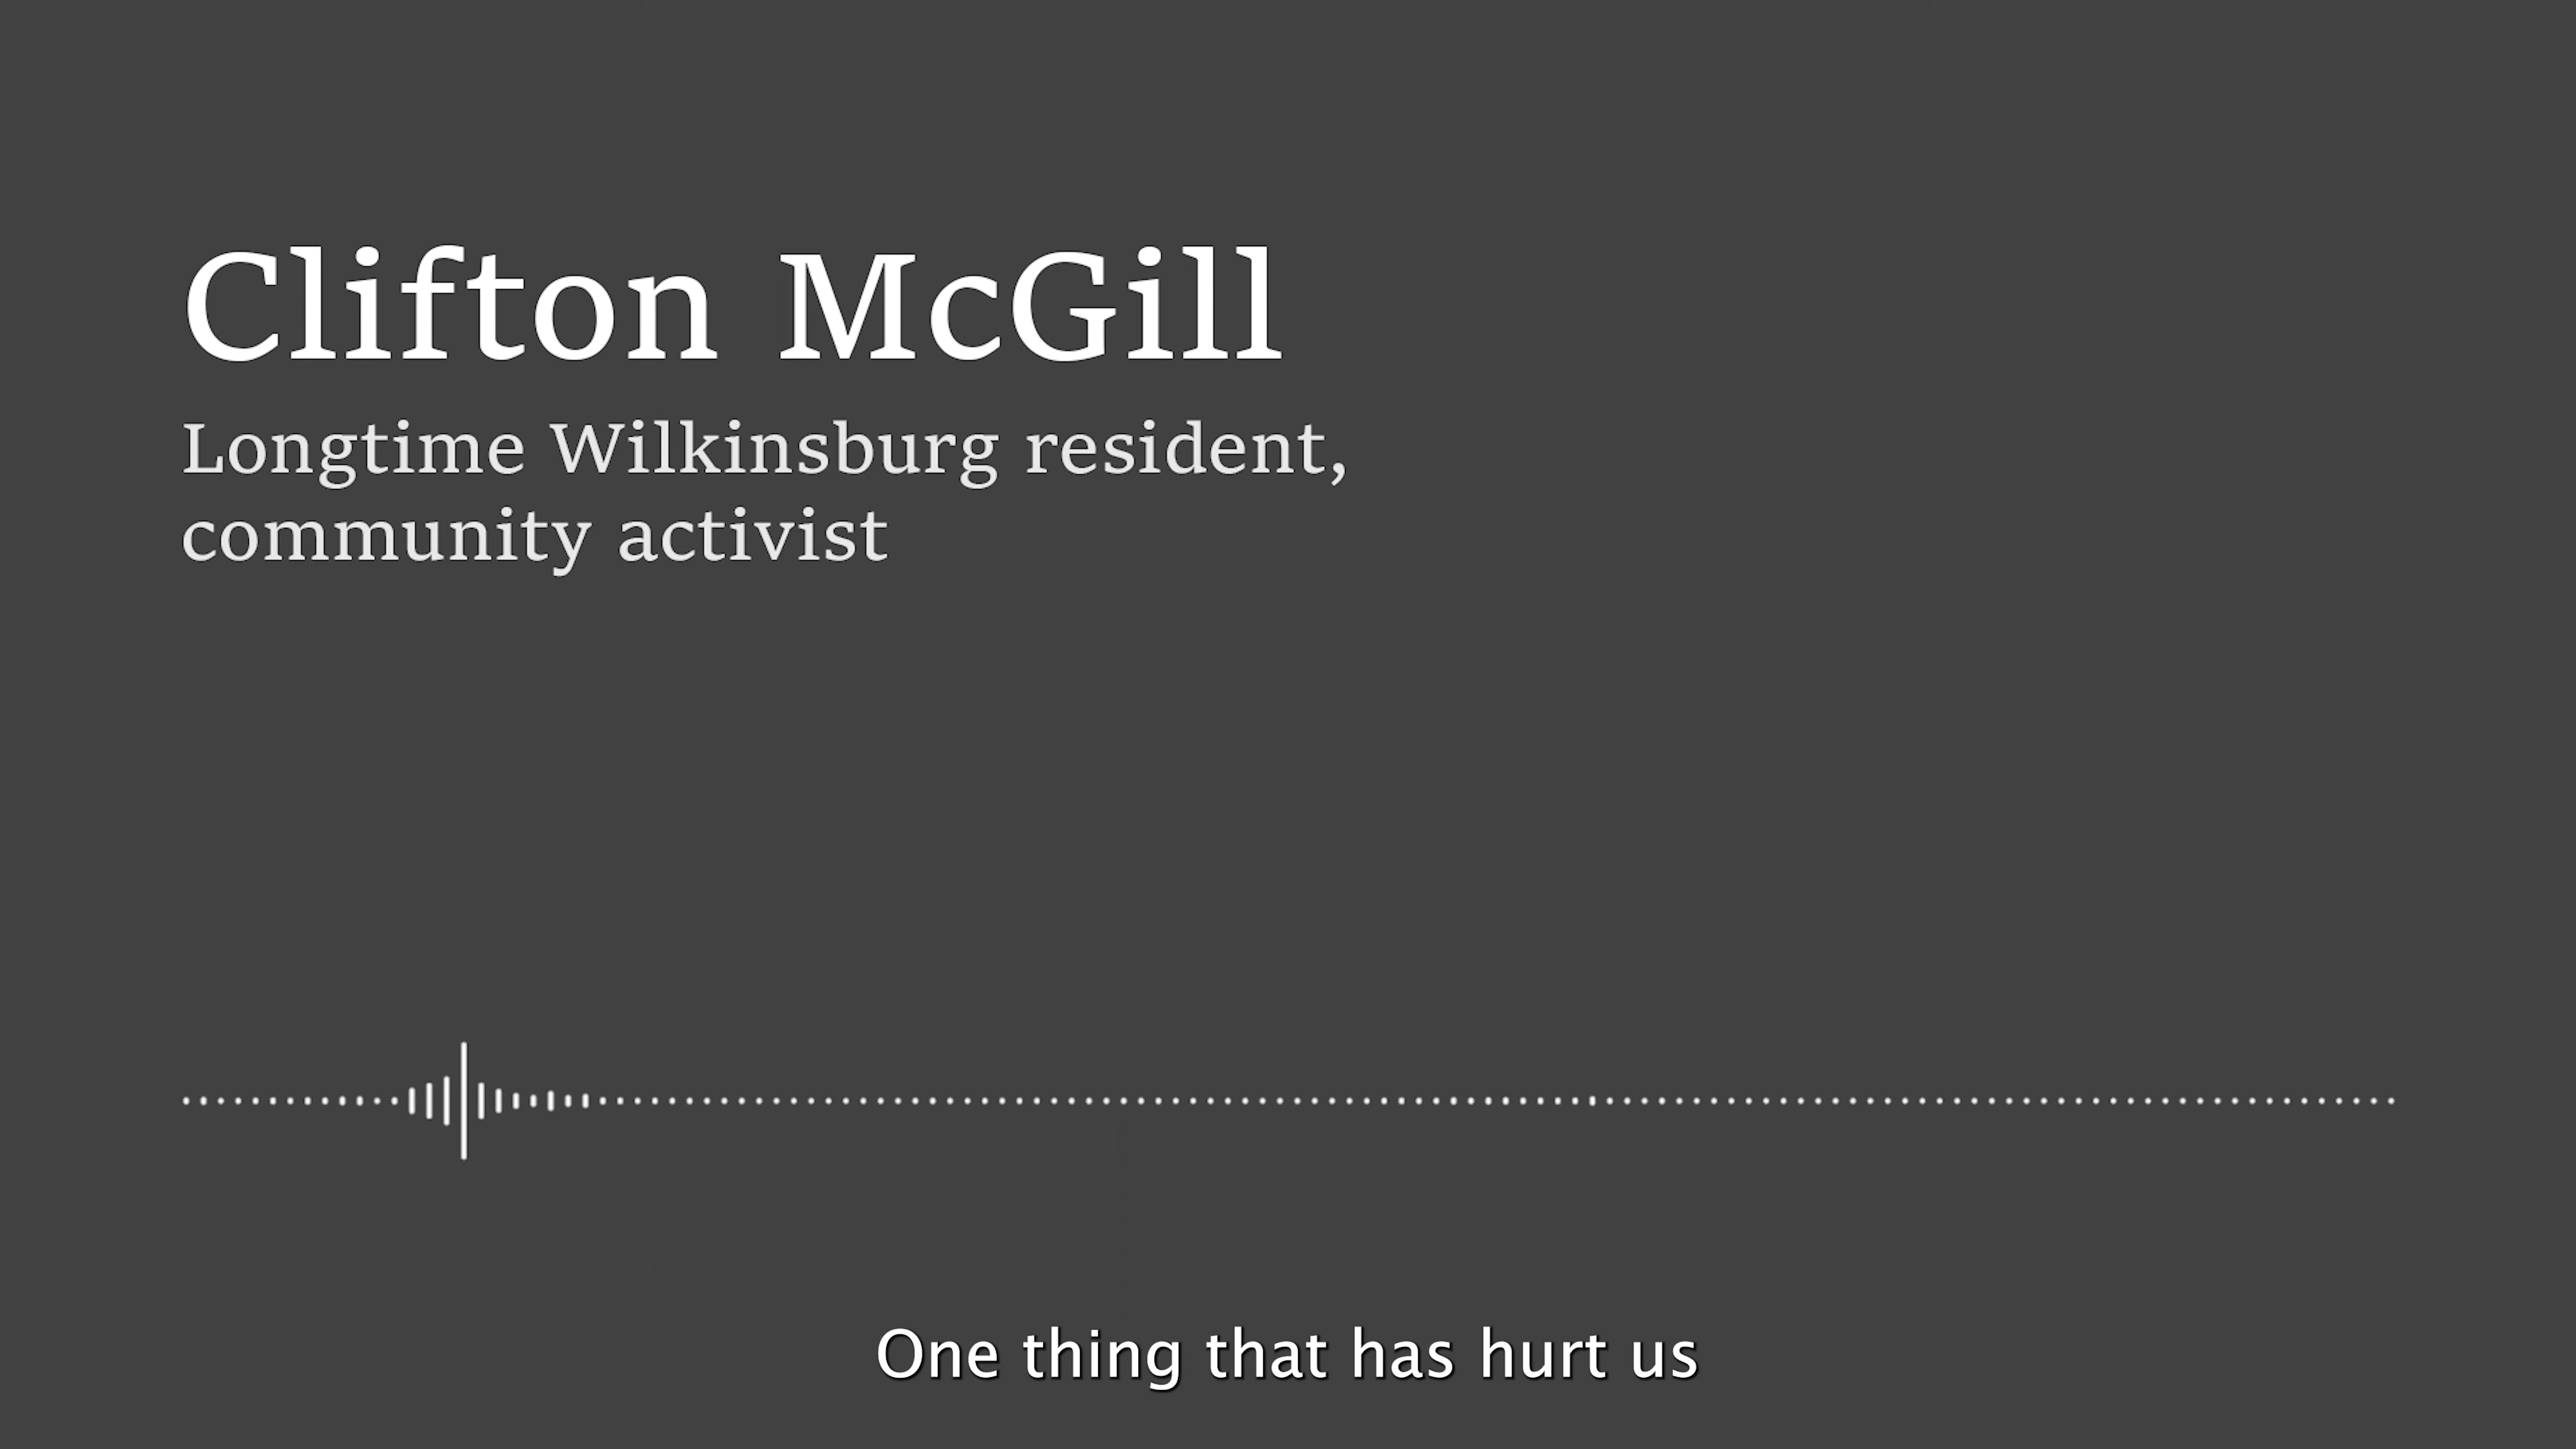 Clifton McGill
Longtime Wilkinsburg resident,
community activist
One thing that has hurt us